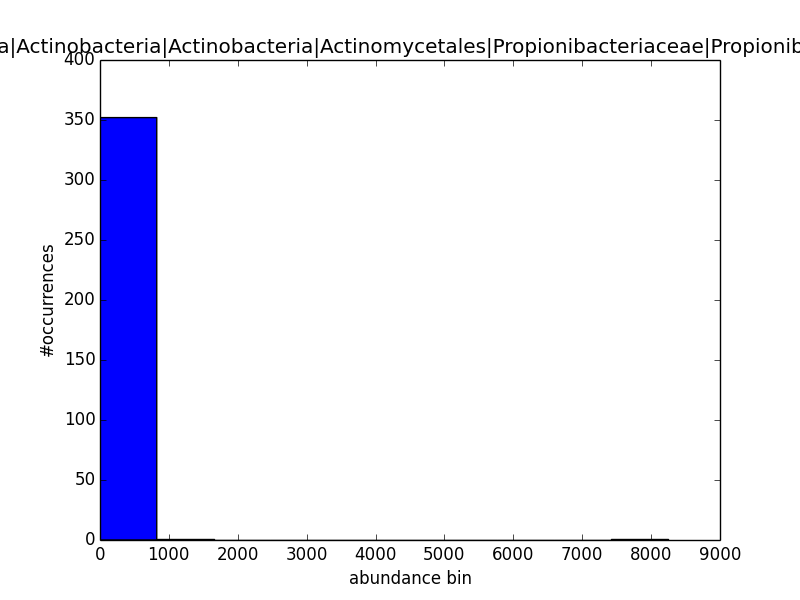 a|Actinobacteria|Actinobacteria|Actinomycetales|Propionibacteriaceae|Propionib
400
350
300
250
200
150
100
50
0
#occurrences
0 1000 2000 3000 4000 5000 6000 7000 8000 9000
abundance bin